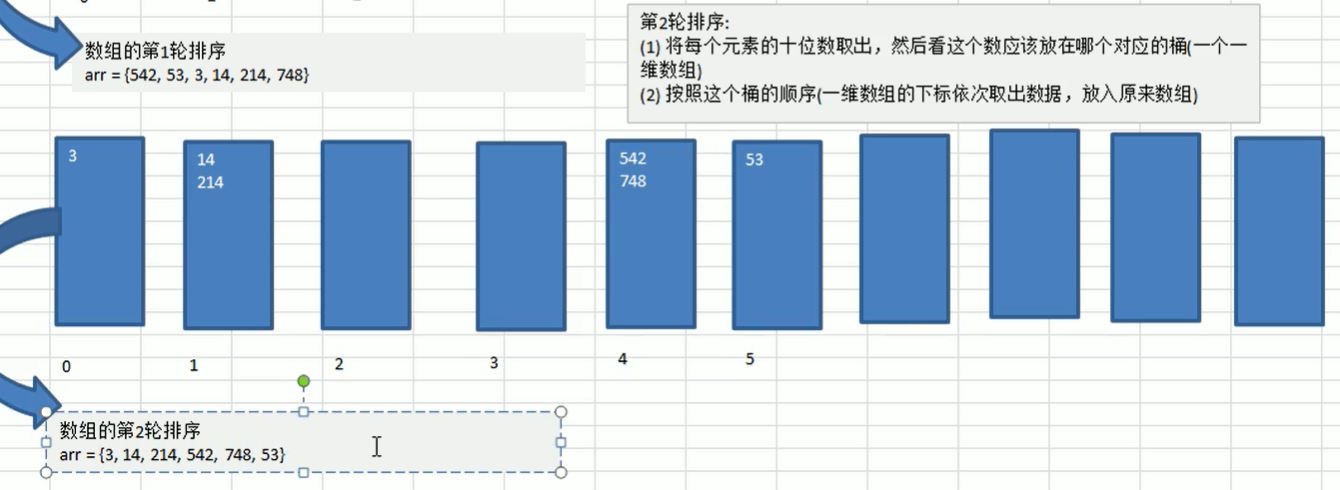 数组的第1轮排序
arr = {542, 53, 3, 14, 214, 748}
第2轮排序:
(1) 将每个元素的十位数取出，然后看这个数应该放在哪个对应的桶(一个一
维数组)
(2) 按照这个桶的顺序(一维数组的下标依次取出数据，放入原来数组)
3
14
214
542
748
53
0
1
2
3
4
5
数组的第2轮排序
arr = {3, 14, 214, 542, 748, 53}